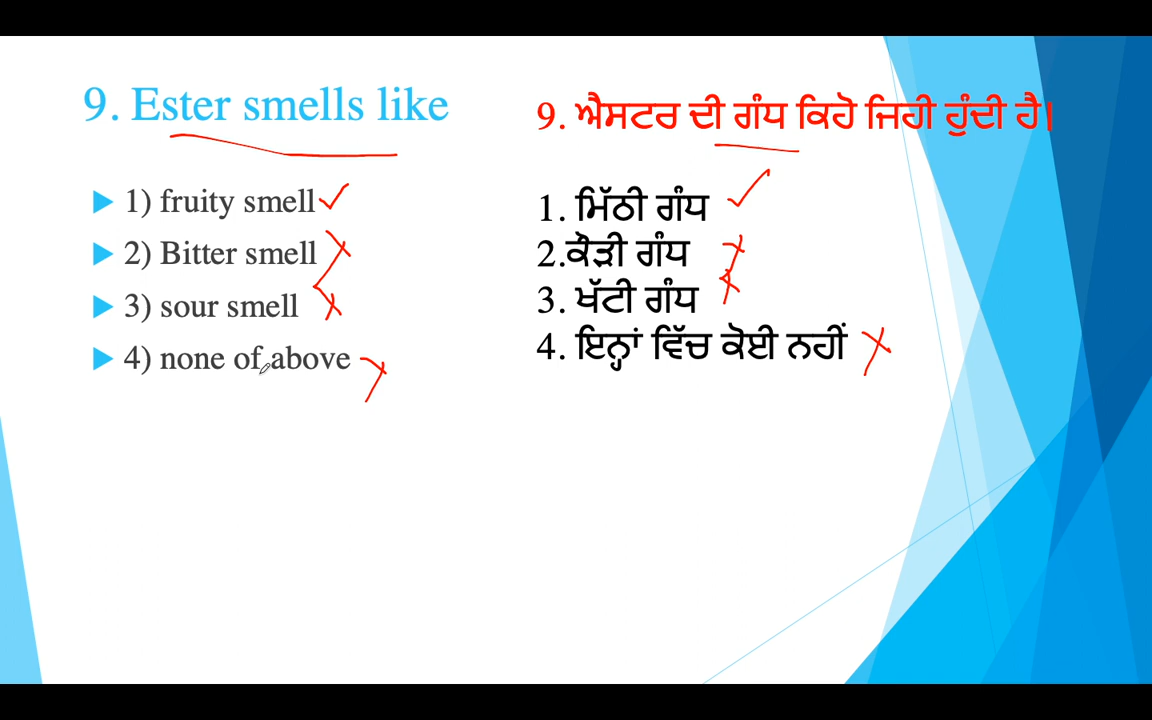 9. Ester smells like
1) fruity smell
2) Bitter smell
3) sour smell
4) none of above
9. ਐਸਟਰ ਦੀ ਗੰਧ ਕਿਹੋ ਜਿਹੀ ਹੁੰਦੀ ਹੈ।
1. ਮਿੱਠੀ ਗੰਧ
2.ਕੌੜੀ ਗੰਧ
3. ਖੱਟੀ ਗੰਧ
4. ਇਨ੍ਹਾਂ ਵਿੱਚ ਕੋਈ ਨਹੀਂ